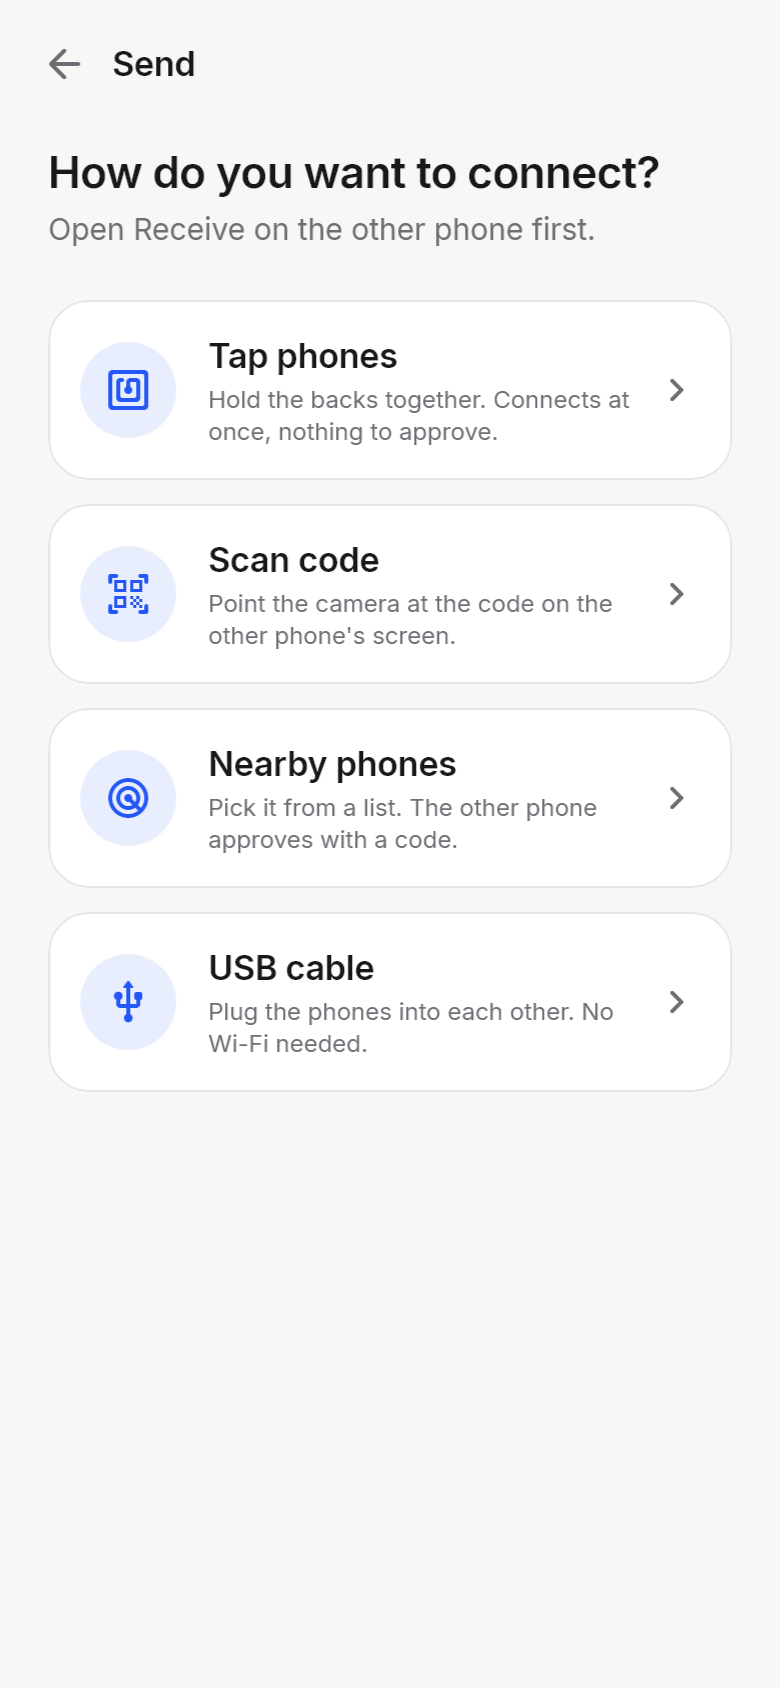 Send
How do you want to connect?
Open Receive on the other phone first.
Tap phones
Hold the backs together. Connects at
once, nothing to approve.
Scan code
Point the camera at the code on the
other phone's screen.
Nearby phones
Pick it from a list. The other phone
approves with a code.
USB cable
Plug the phones into each other. No
Wi-Fi needed.